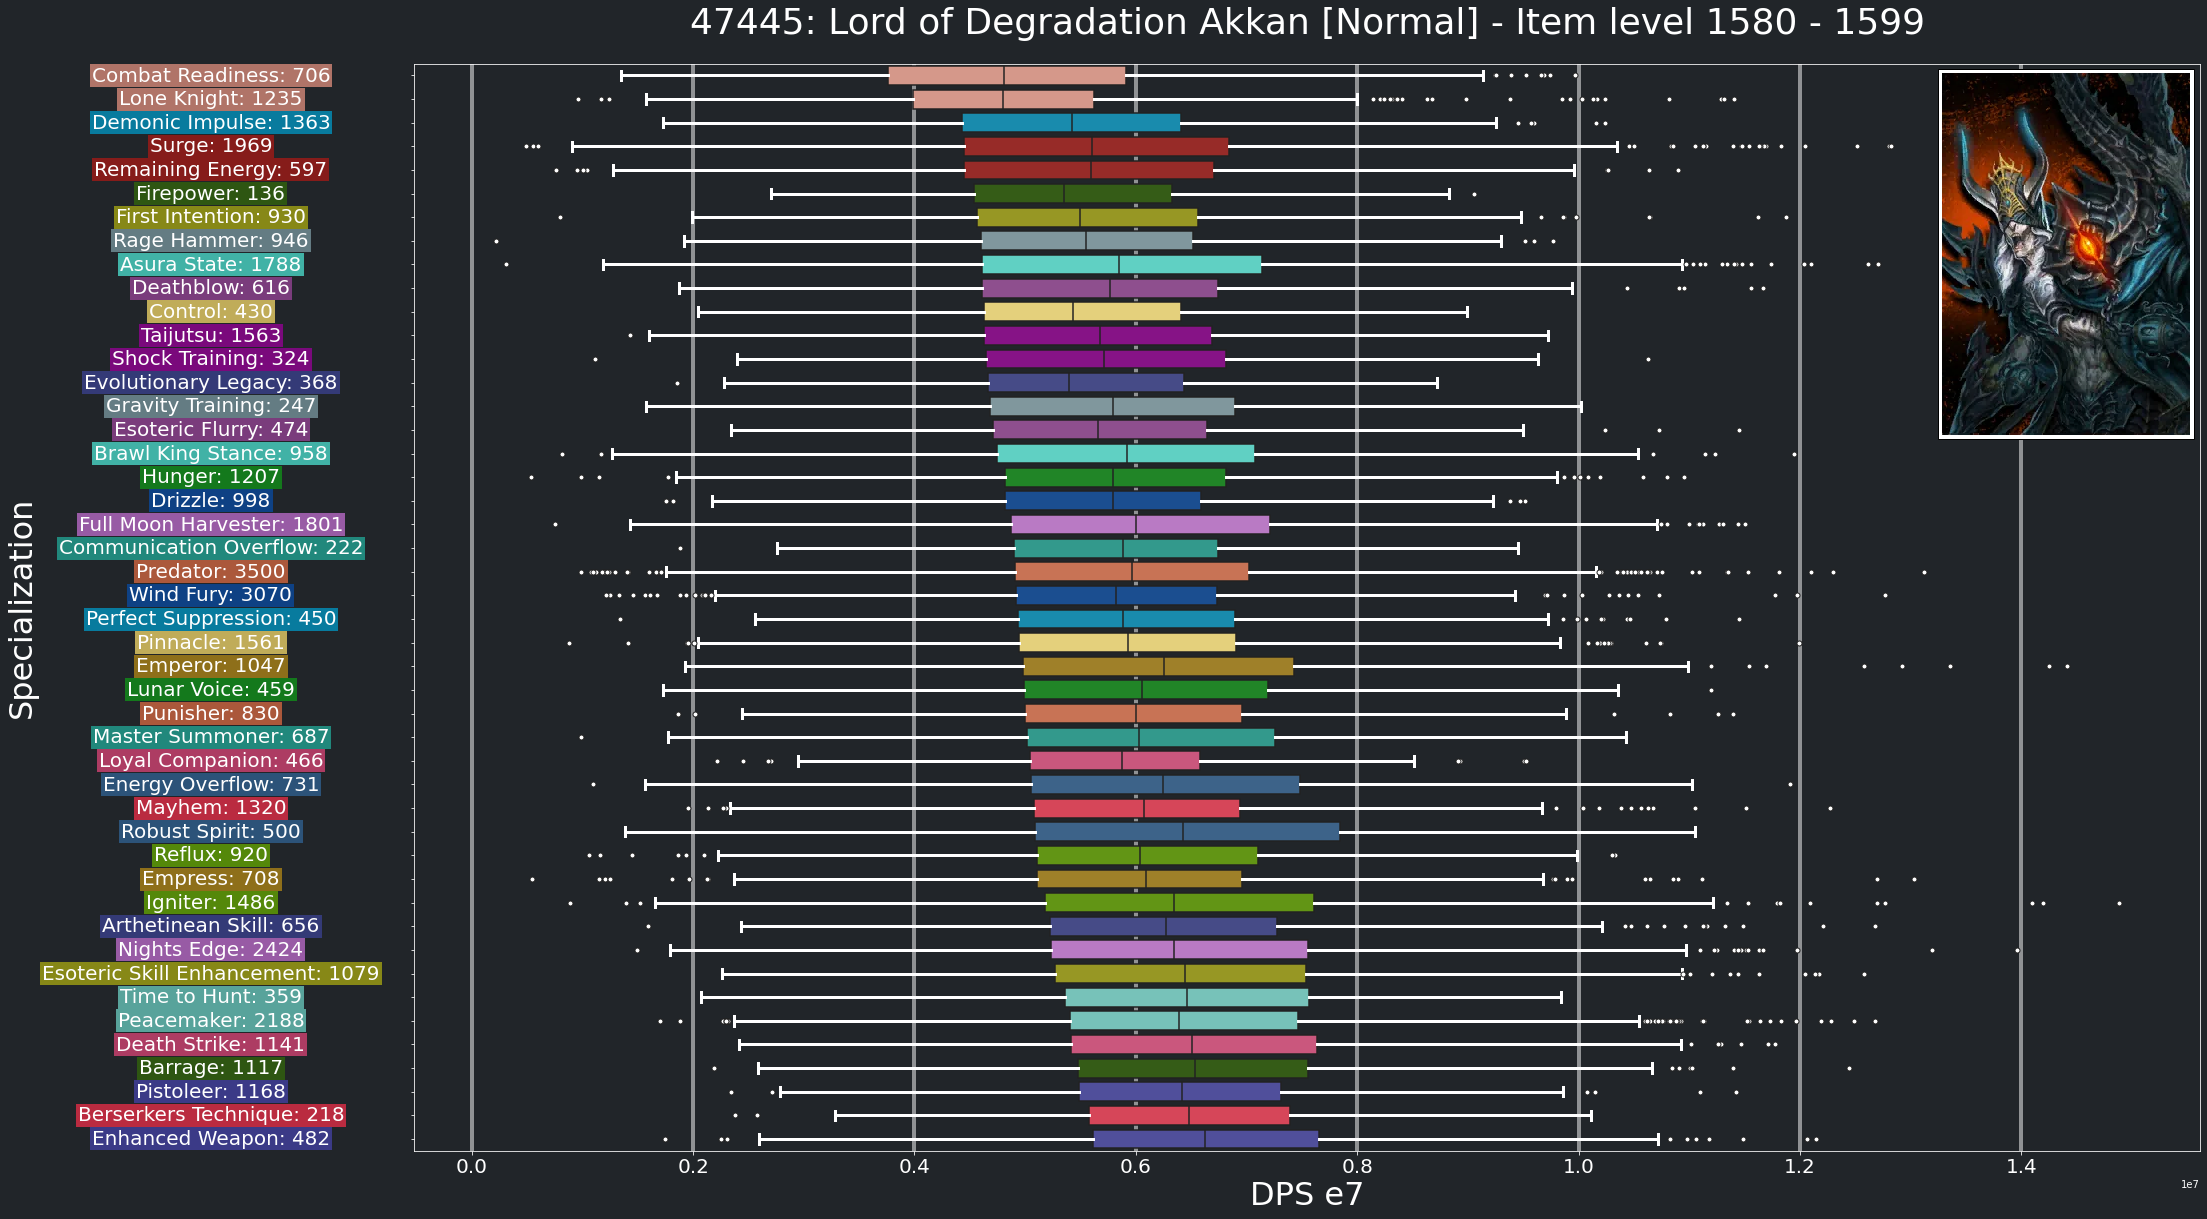 47445: Lord of Degradation Akkan [Normal] - Item level 1580 - 1599
Specialization
Combat Readiness: 706
Lone Knight: 1235
Demonic Impulse: 1363
Surge: 1969
Remaining Energy: 597
Firepower: 136
First Intention: 930
Rage Hammer: 946
Asura State: 1788
Deathblow: 616
Control: 430
Taijutsu: 1563
Shock Training: 324
Evolutionary Legacy: 368
Gravity Training: 247
Esoteric Flurry: 474
Brawl King Stance: 958
Hunger: 1207
Drizzle: 998
Full Moon Harvester: 1801
Communication Overflow: 222
Predator: 3500
Wind Fury: 3070
Perfect Suppression: 450
Pinnacle: 1561
Emperor: 1047
Lunar Voice: 459
Punisher: 830
Master Summoner: 687
Loyal Companion: 466
Energy Overflow: 731
Mayhem: 1320
Robust Spirit: 500
Reflux: 920
Empress: 708
Igniter: 1486
Arthetinean Skill: 656
Nights Edge: 2424
Esoteric Skill Enhancement: 1079
Time to Hunt: 359
Peacemaker: 2188
Death Strike: 1141
Barrage: 1117
Pistoleer: 1168
Berserkers Technique: 218
Enhanced Weapon: 482
0.0 0.2 0.4 0.6 0.8 1.0 1.2 1.4
1e7
DPS e7